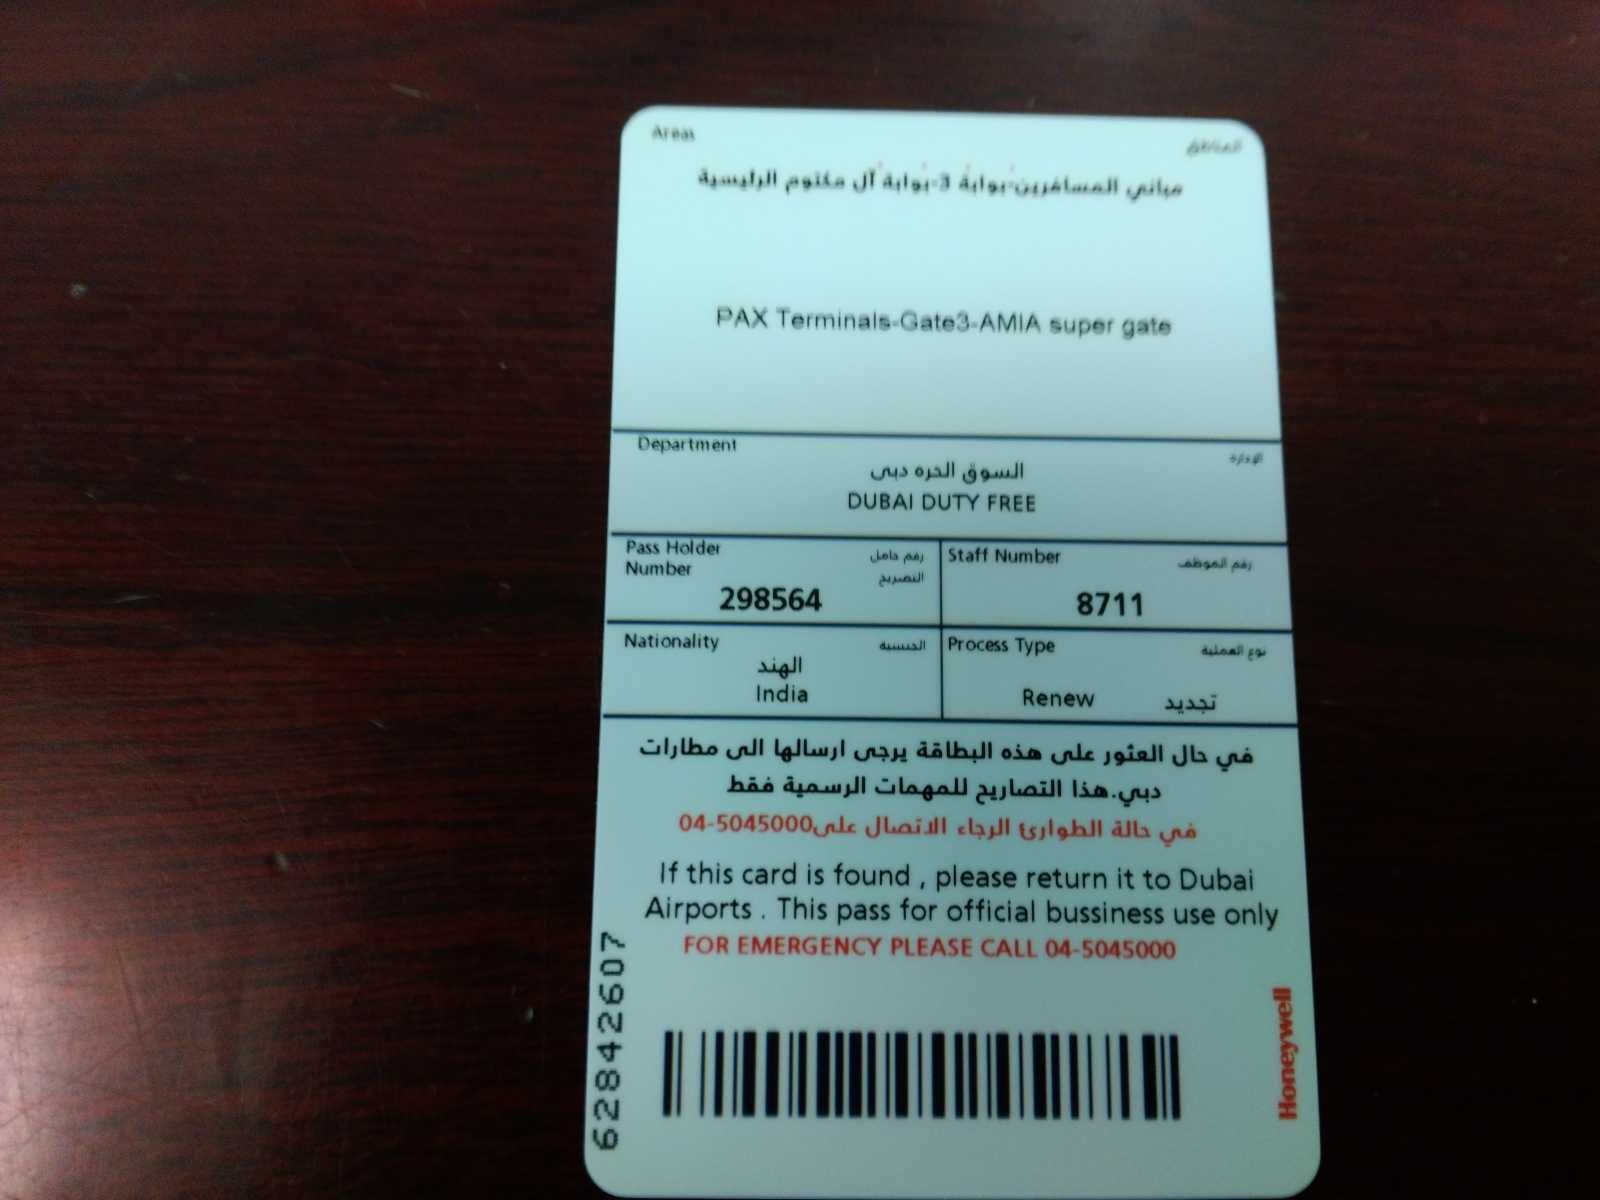 Areas
المناطق
مباني المسافرين-بوابة 3-بوابة آل مكتوم الرئيسية
PAX Terminals-Gate3-AMIA super gate
Department
الإدارة
السوق الحره دبى
DUBAI DUTY FREE
Pass Holder
Number
رقم حامل
التصريح
298564
Staff Number
رقم الموظف
8711
Nationality
الجنسية
الهند
India
Process Type
نوع العملية
Renew تجديد
في حال العثور على هذه البطاقة يرجى ارسالها الى مطارات
دبي.هذا التصاريح للمهمات الرسمية فقط
في حالة الطوارئ الرجاء الاتصال على04-5045000
If this card is found , please return it to Dubai
Airports . This pass for official bussiness use only
FOR EMERGENCY PLEASE CALL 04-5045000
62842607
Honeywell